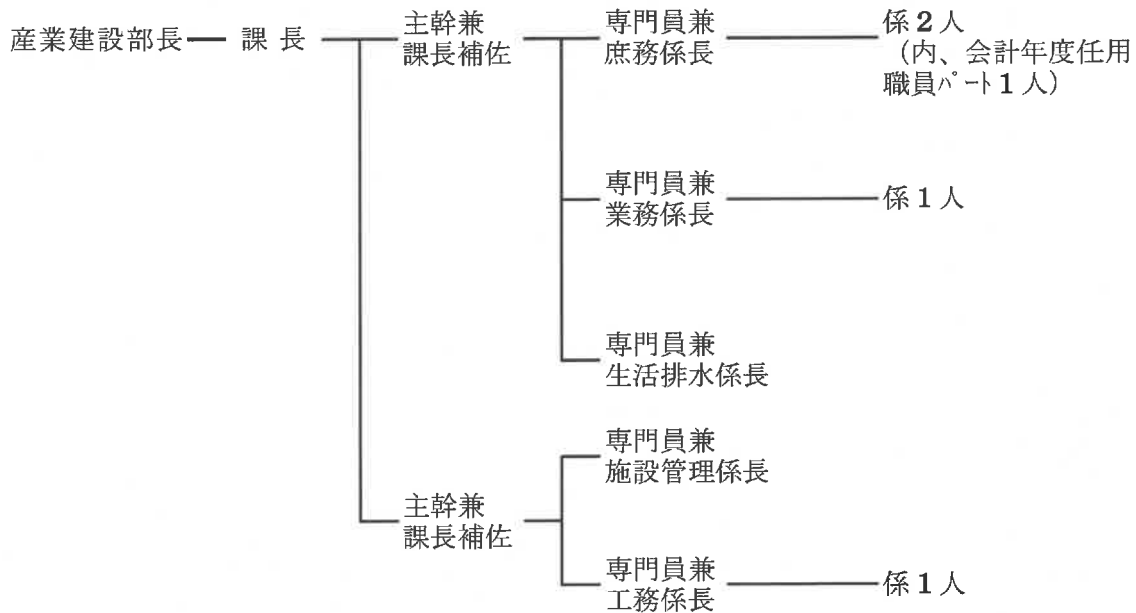 産業建設部長
課長
主幹兼
課長補佐
専門員兼
庶務係長
係2人
(内、会計年度任用
職員パート1人)
専門員兼
業務係長
係1人
専門員兼
生活排水係長
主幹兼
課長補佐
専門員兼
施設管理係長
専門員兼
工務係長
係1人